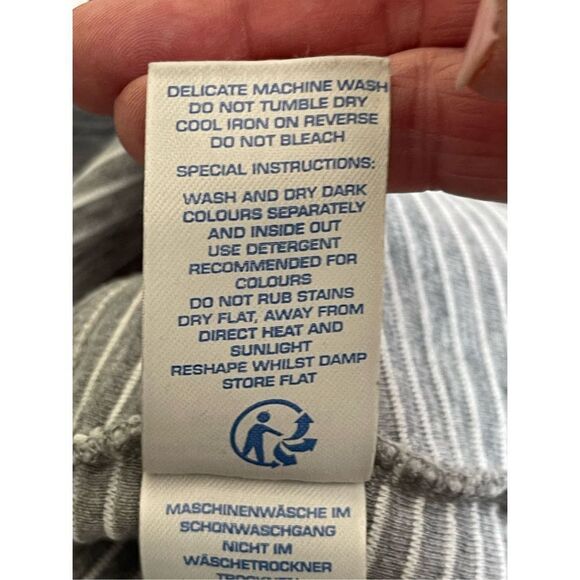 DELICATE MACHINE WASH
DO NOT TUMBLE DRY
COOL IRON ON REVERSE
DO NOT BLEACH
SPECIAL INSTRUCTIONS:
WASH AND DRY DARK
COLOURS SEPARATELY
AND INSIDE OUT
USE DETERGENT
RECOMMENDED FOR
COLOURS
DO NOT RUB STAINS
DRY FLAT, AWAY FROM
DIRECT HEAT AND
SUNLIGHT
RESHAPE WHILST DAMP
STORE FLAT
MASCHINENWÄSCHE IM
SCHONWASCHGANG
NICHT IM
WÄSCHETROCKNER
TROCKNEN